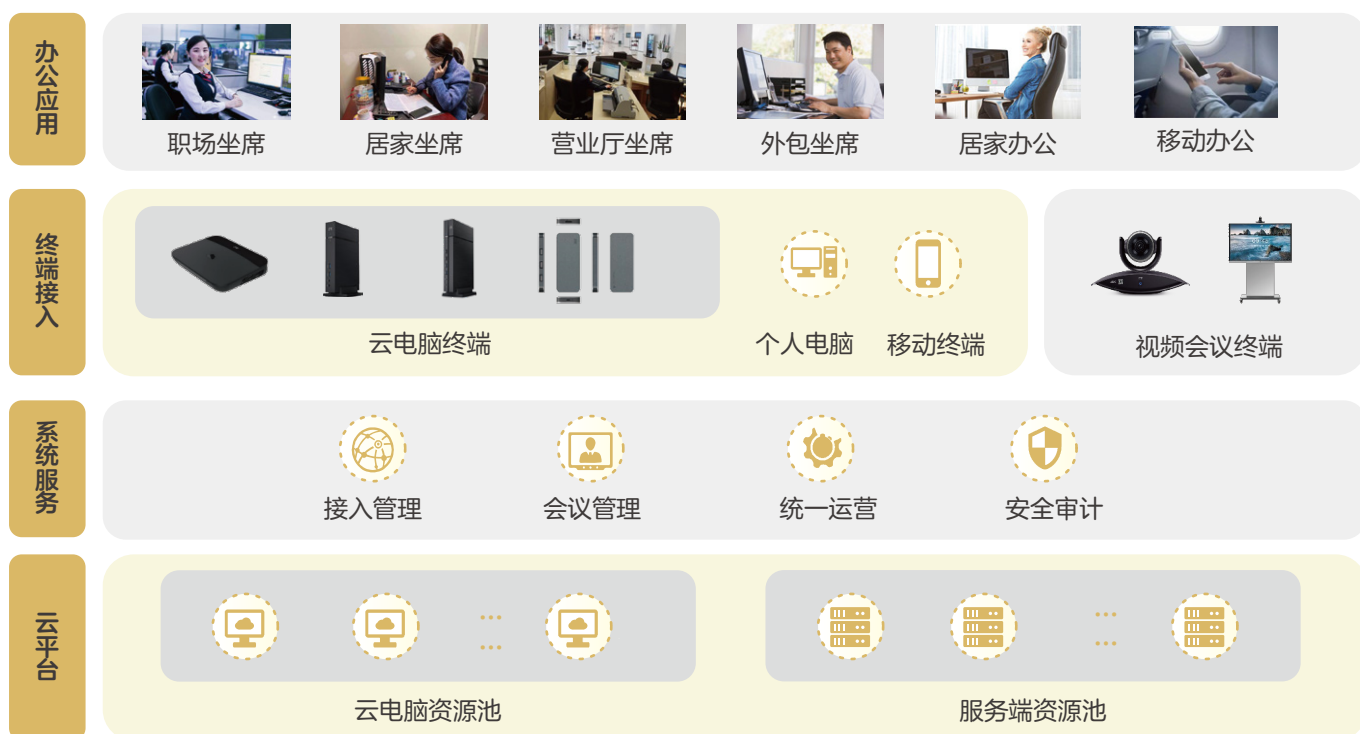 办公应用
职场坐席
居家坐席
营业厅坐席
外包坐席
居家办公
移动办公
终端接入
云电脑终端
个人电脑
移动终端
视频会议终端
系统服务
接入管理
会议管理
统一运营
安全审计
云平台
云电脑资源池
服务端资源池